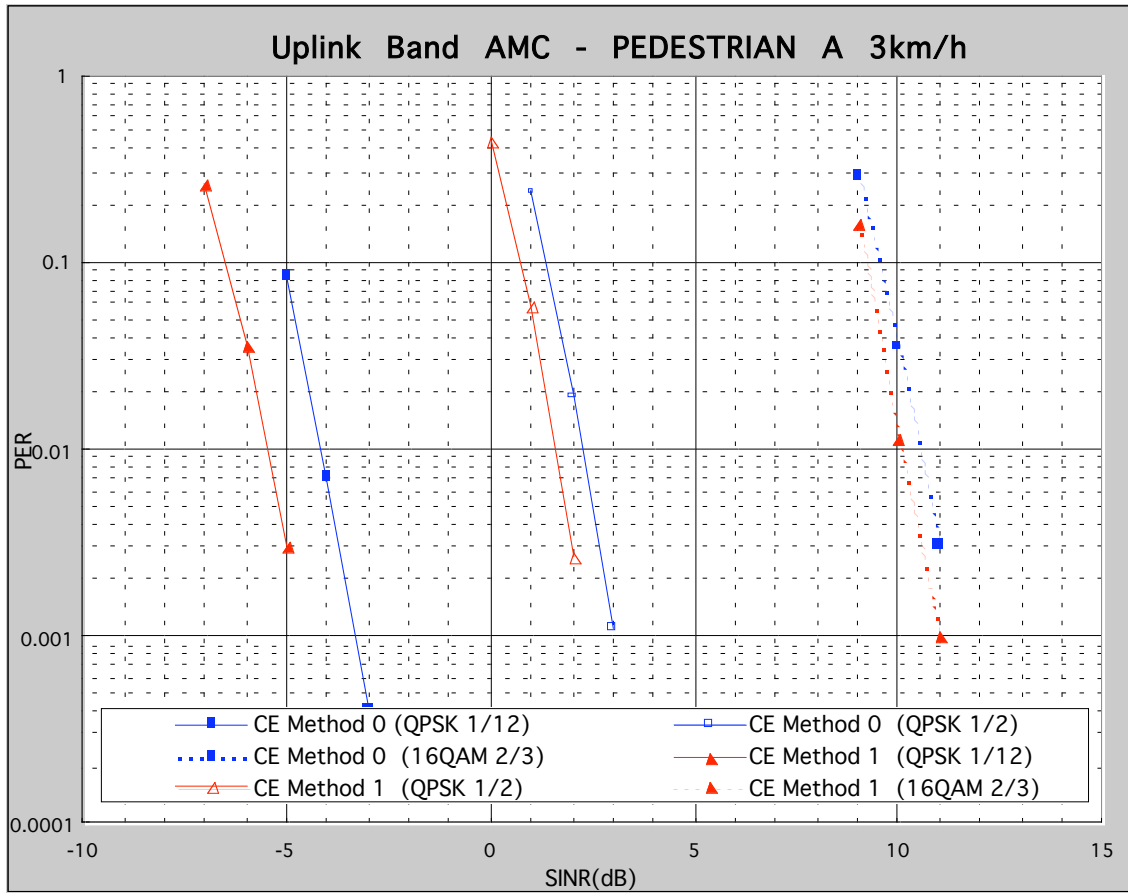 Uplink Band AMC - PEDESTRIAN A 3km/h
1
0.1
0.01
0.001
0.0001
PER
CE Method 0 (QPSK 1/12)
CE Method 0 (QPSK 1/2)
CE Method 0 (16QAM 2/3)
CE Method 1 (QPSK 1/12)
CE Method 1 (QPSK 1/2)
CE Method 1 (16QAM 2/3)
-10 -5 0 5 10 15
SINR(dB)